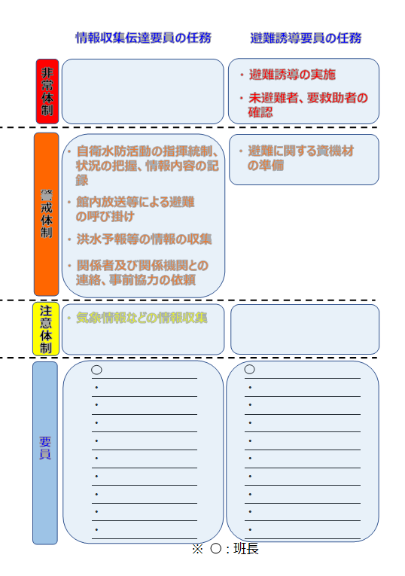 情報収集伝達要員の任務
避難誘導要員の任務
非常体制
・避難誘導の実施
・未避難者、要救助者の
確認
警戒体制
・自衛水防活動の指揮統制、
状況の把握、情報内容の記
録
・館内放送等による避難
の呼び掛け
・洪水予報等の情報の収集
・関係者及び関係機関との
連絡、事前協力の依頼
・避難に関する資機材
の準備
注意体制
・気象情報などの情報収集
要員
〇
・
・
・
・
・
・
・
・
・
〇
・
・
・
・
・
・
・
・
・
※ 〇：班長